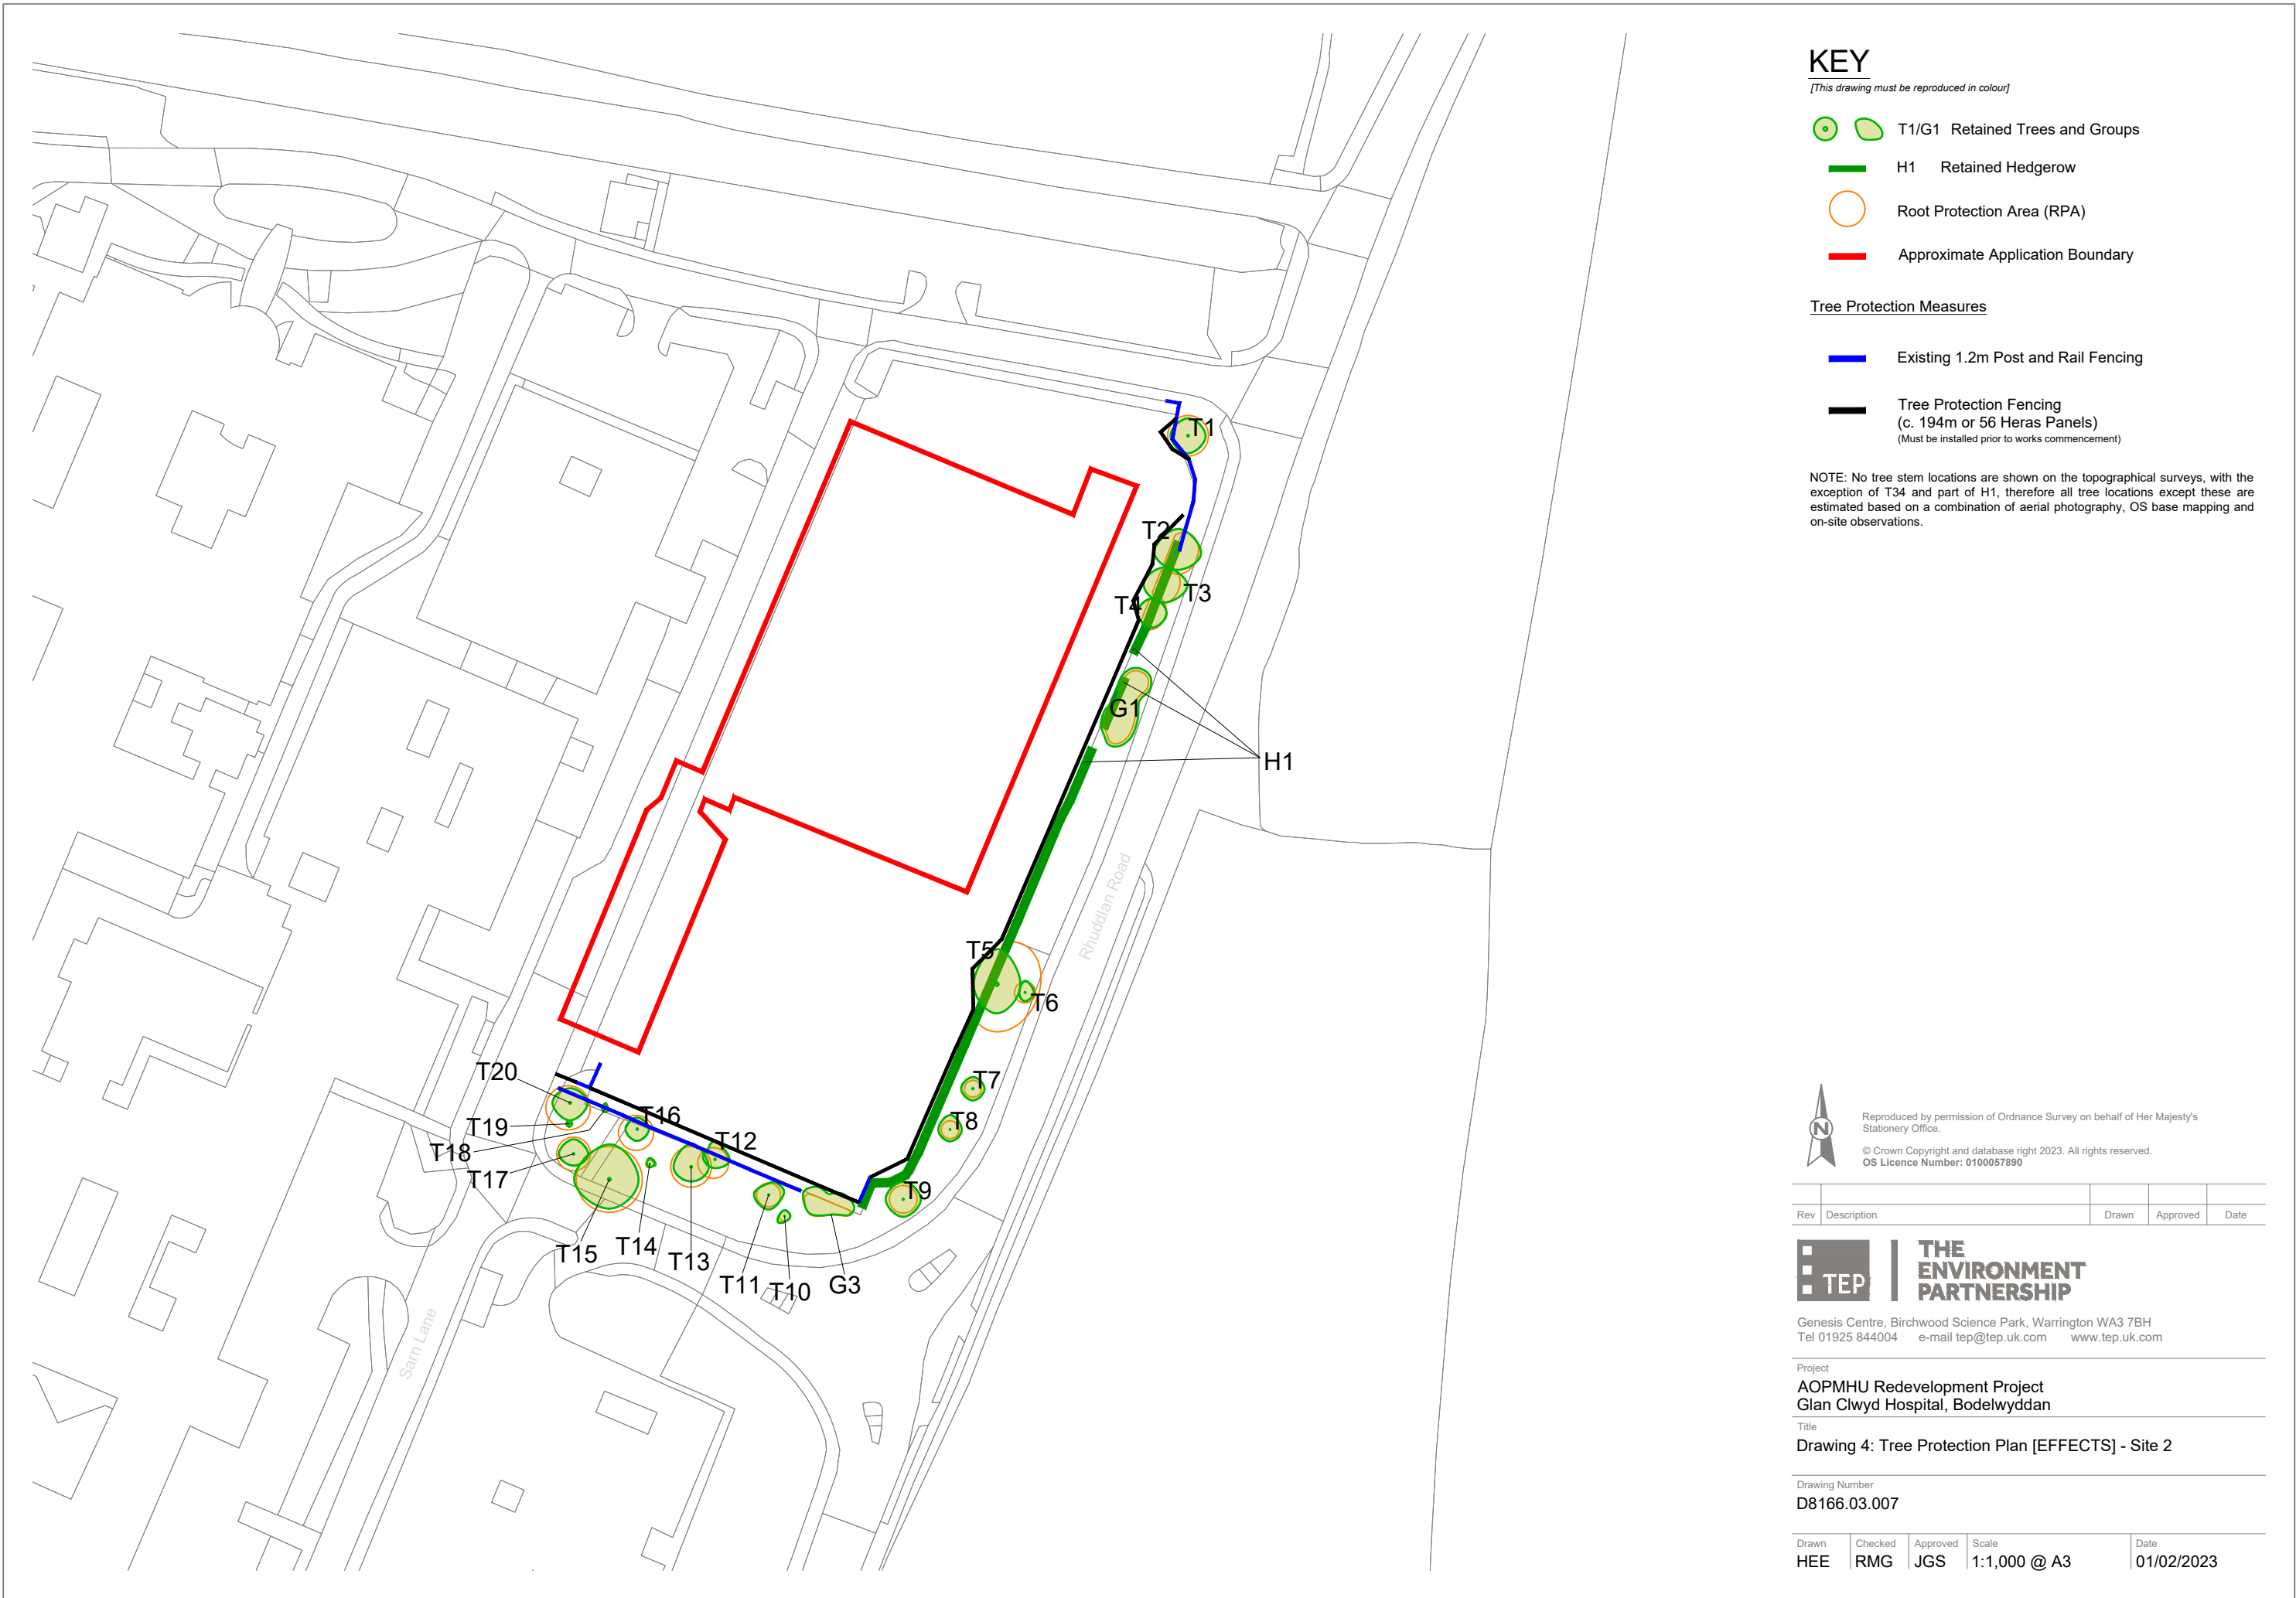 KEY
[This drawing must be reproduced in colour]
T1/G1 Retained Trees and Groups
H1 Retained Hedgerow
Root Protection Area (RPA)
Approximate Application Boundary
Tree Protection Measures
Existing 1.2m Post and Rail Fencing
Tree Protection Fencing
(c. 194m or 56 Heras Panels)
(Must be installed prior to works commencement)
NOTE: No tree stem locations are shown on the topographical surveys, with the
exception of T34 and part of H1, therefore all tree locations except these are
estimated based on a combination of aerial photography, OS base mapping and
on-site observations.
T1
T2
T3
T4
G1
H1
Rhuddlan Road
T5
T6
T7
T8
T9
T20
T19
T18
T17
T16
T12
T15
T14
T13
T11
T10
G3
Sarn Lane
N
Reproduced by permission of Ordnance Survey on behalf of Her Majesty's
Stationery Office.
© Crown Copyright and database right 2023. All rights reserved.
OS Licence Number: 0100057890
Rev Description Drawn Approved Date
TEP
THE
ENVIRONMENT
PARTNERSHIP
Genesis Centre, Birchwood Science Park, Warrington WA3 7BH
Tel 01925 844004 e-mail tep@tep.uk.com www.tep.uk.com
Project
AOPMHU Redevelopment Project
Glan Clwyd Hospital, Bodelwyddan
Title
Drawing 4: Tree Protection Plan [EFFECTS] - Site 2
Drawing Number
D8166.03.007
Drawn Checked Approved Scale Date
HEE RMG JGS 1:1,000 @ A3 01/02/2023